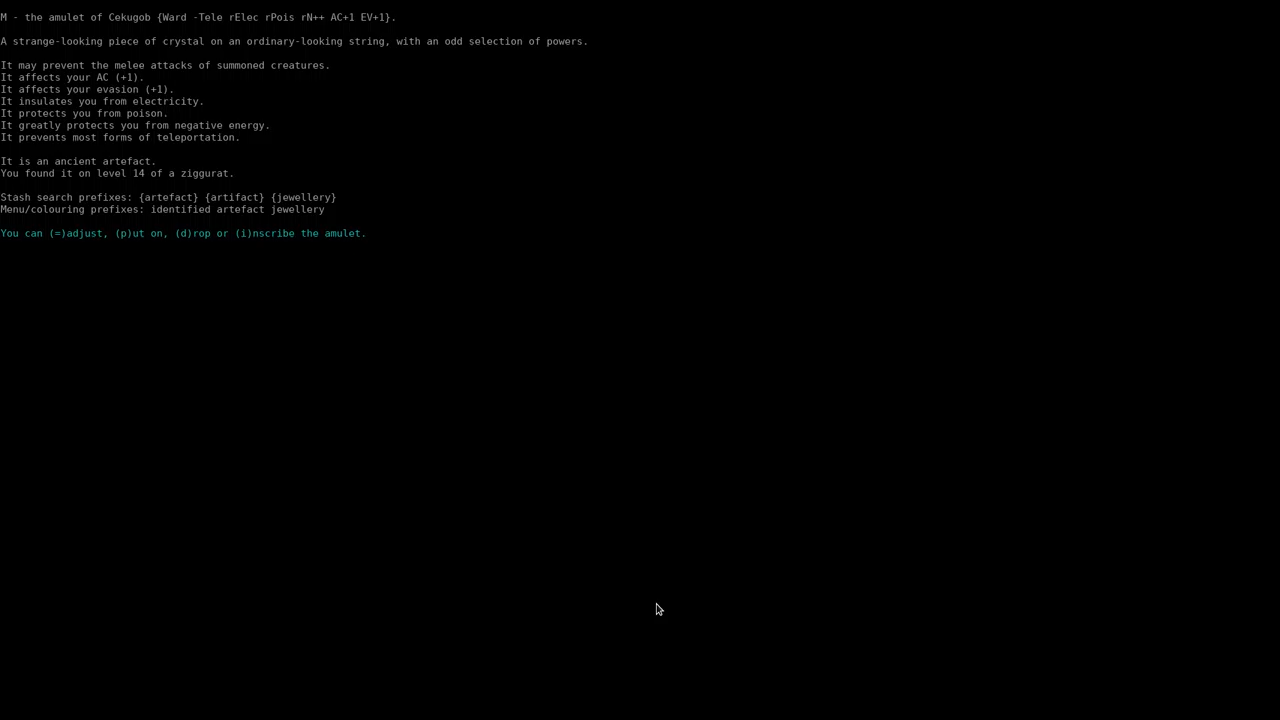 M - the amulet of Cekugob {Ward -Tele rElec rPois rN++ AC+1 EV+1}.
A strange-looking piece of crystal on an ordinary-looking string, with an odd selection of powers.
It may prevent the melee attacks of summoned creatures.
It affects your AC (+1).
It affects your evasion (+1).
It insulates you from electricity.
It protects you from poison.
It greatly protects you from negative energy.
It prevents most forms of teleportation.
It is an ancient artefact.
You found it on level 14 of a ziggurat.
Stash search prefixes: {artefact} {artifact} {jewellery}
Menu/colouring prefixes: identified artefact jewellery
You can (=)adjust, (p)ut on, (d)rop or (i)nscribe the amulet.